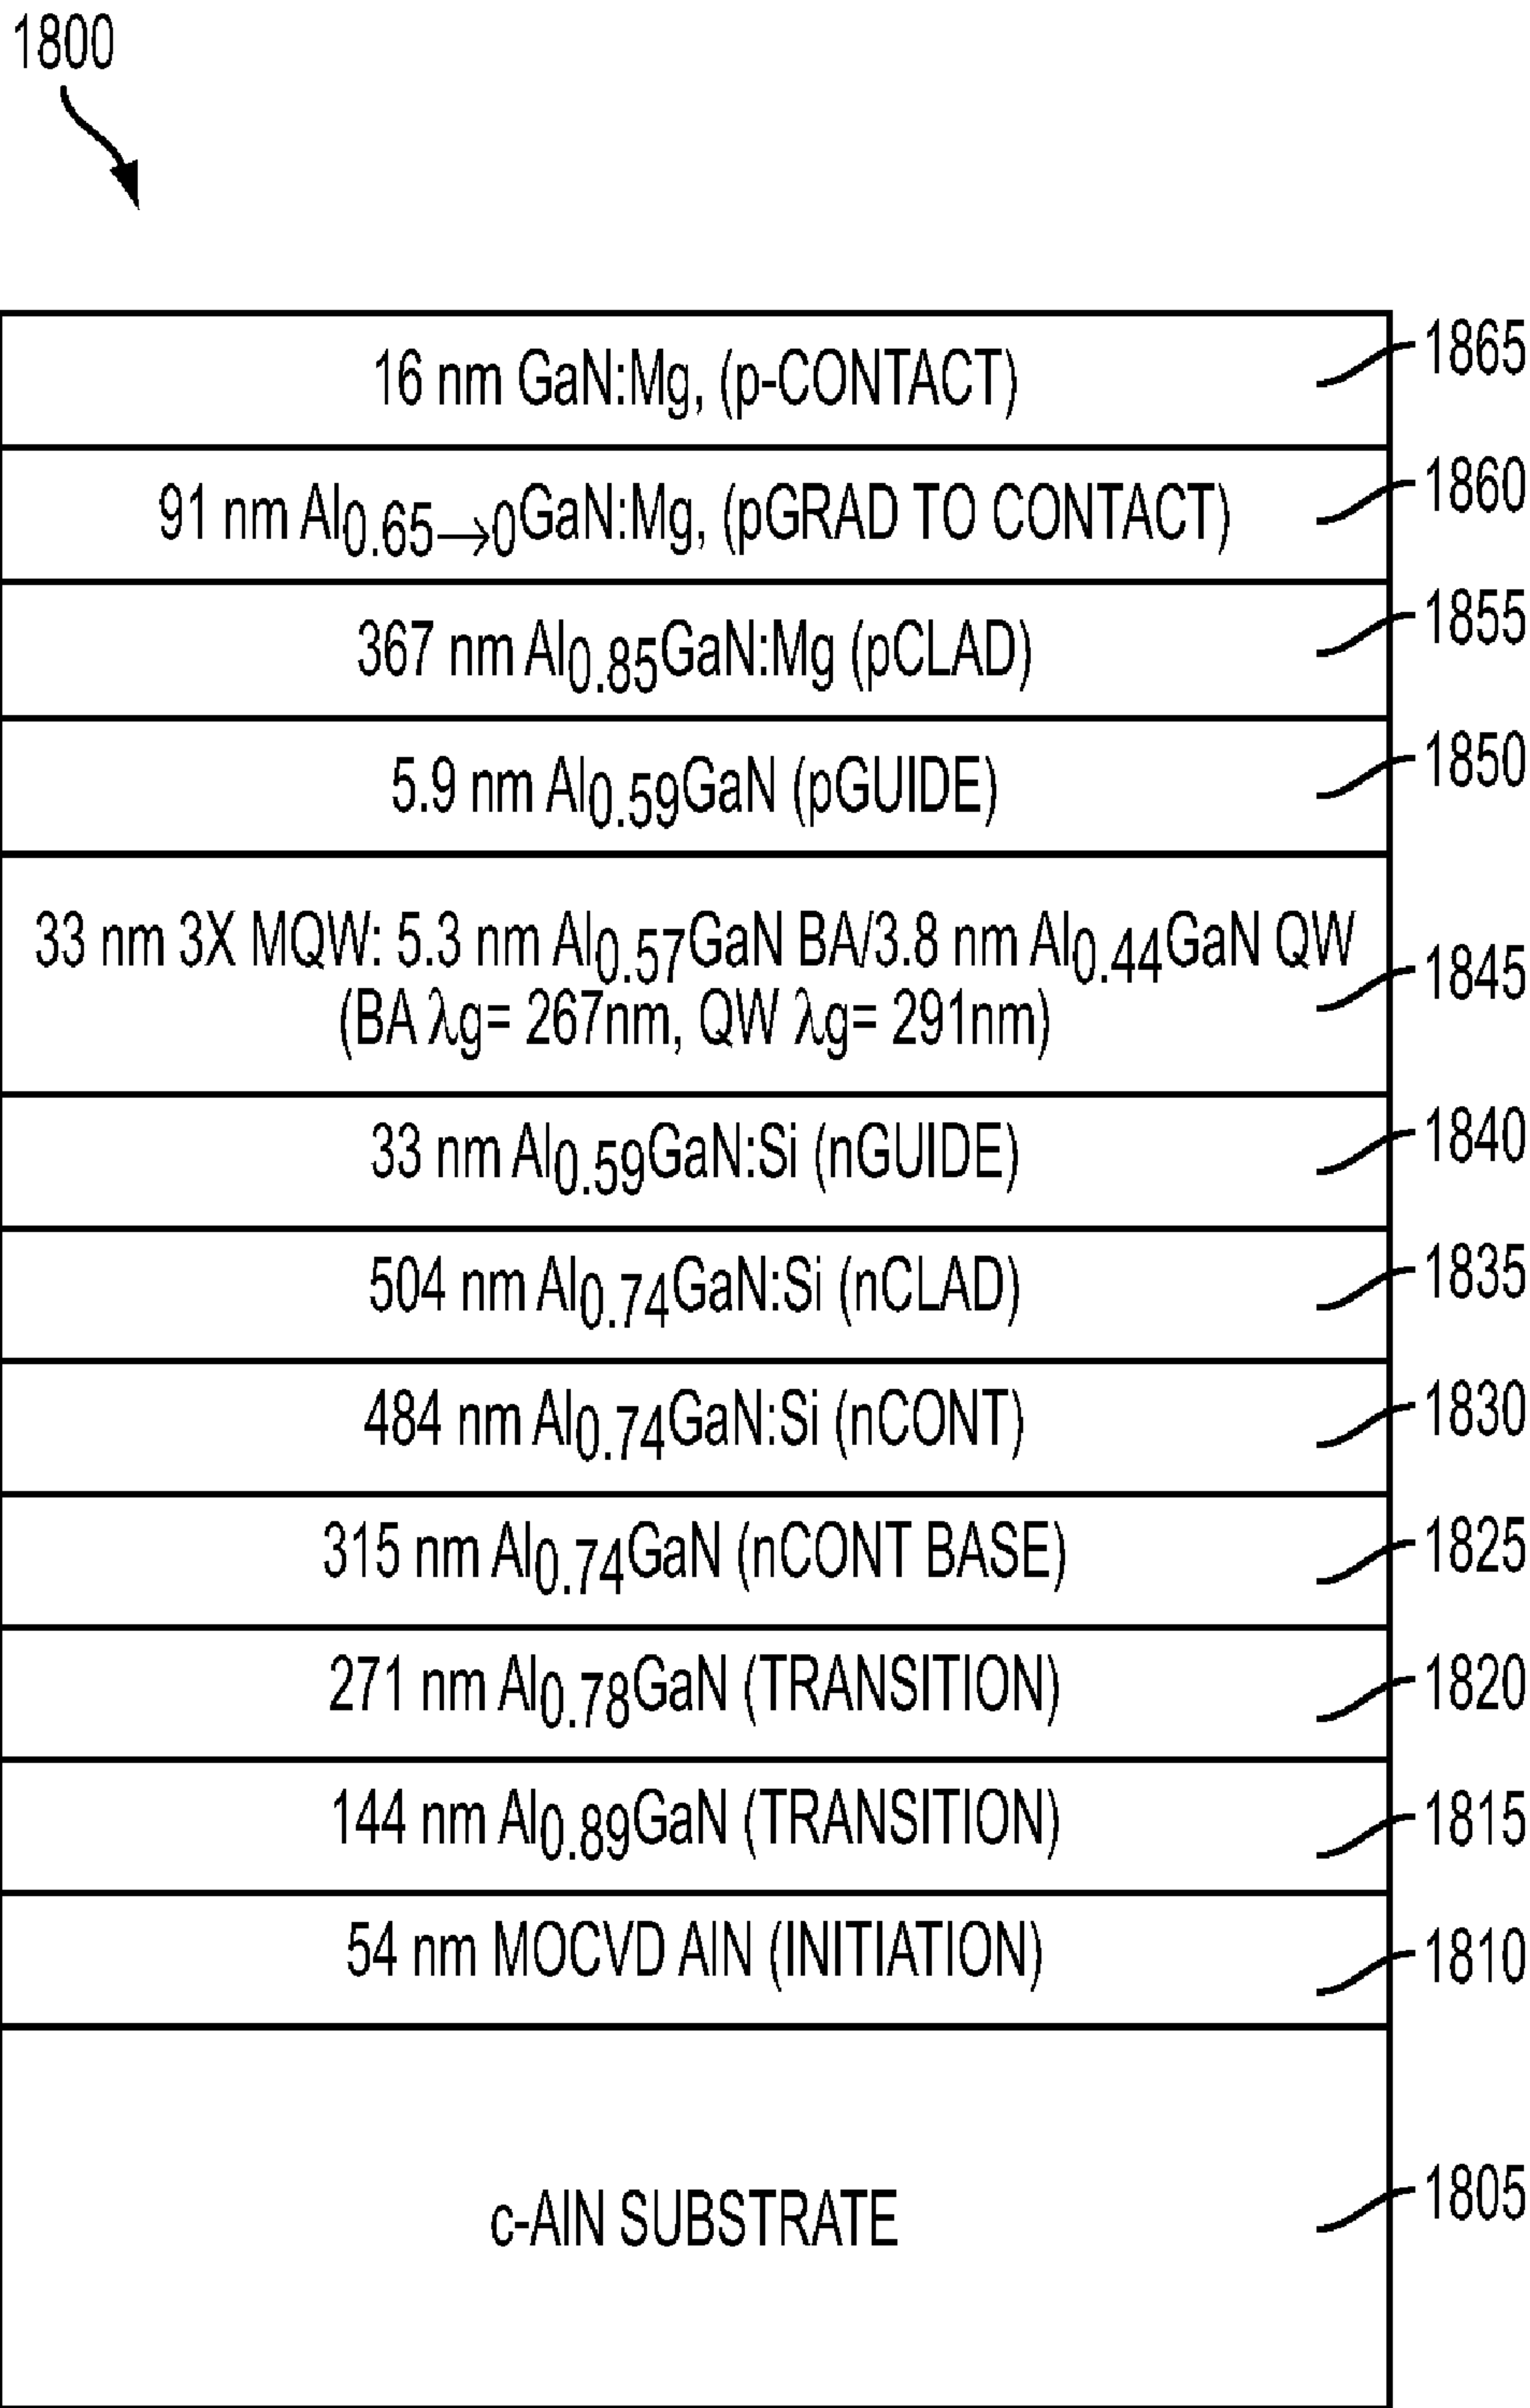 1800
16 nm GaN:Mg, (p-CONTACT) 1865
91 nm Al0.65→0GaN:Mg, (pGRAD TO CONTACT) 1860
367 nm Al0.85GaN:Mg (pCLAD) 1855
5.9 nm Al0.59GaN (pGUIDE) 1850
33 nm 3X MQW: 5.3 nm Al0.57GaN BA/3.8 nm Al0.44GaN QW 1845
(BA λg= 267nm, QW λg= 291nm)
33 nm Al0.59GaN:Si (nGUIDE) 1840
504 nm Al0.74GaN:Si (nCLAD) 1835
484 nm Al0.74GaN:Si (nCONT) 1830
315 nm Al0.74GaN (nCONT BASE) 1825
271 nm Al0.78GaN (TRANSITION) 1820
144 nm Al0.89GaN (TRANSITION) 1815
54 nm MOCVD AlN (INITIATION) 1810
c-AlN SUBSTRATE 1805